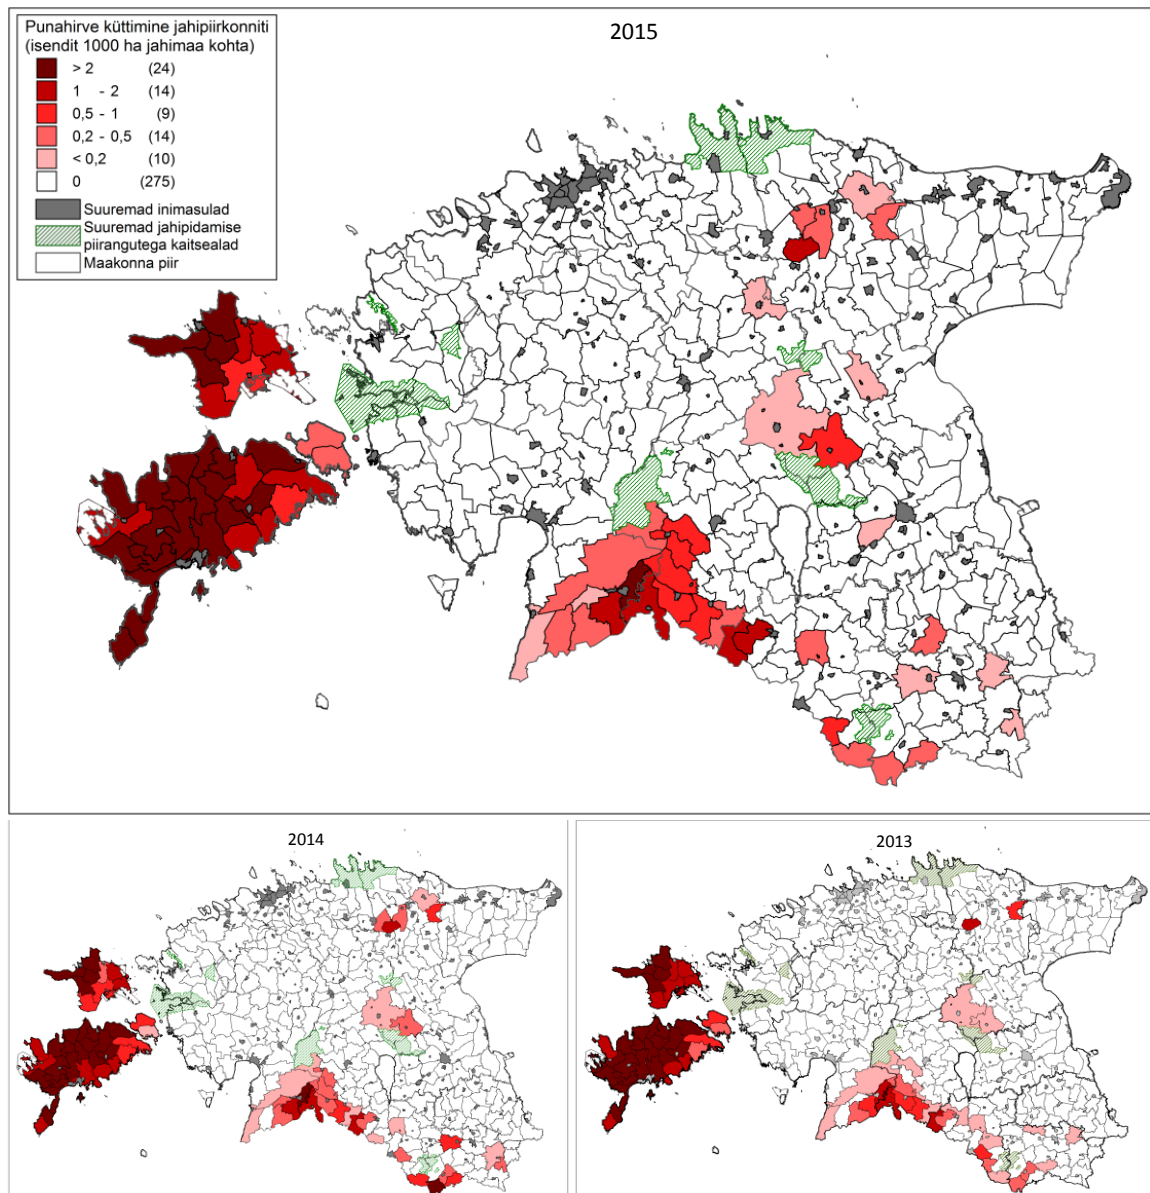 Punahirve küttimine jahipiirkonniti
(isendit 1000 ha jahimaa kohta)
> 2 (24)
1 - 2 (14)
0,5 - 1 (9)
0,2 - 0,5 (14)
< 0,2 (10)
0 (275)
Suuremad inimasulad
Suuremad jahipidamise
piirangutega kaitsealad
Maakonna piir
2015
2014
2013